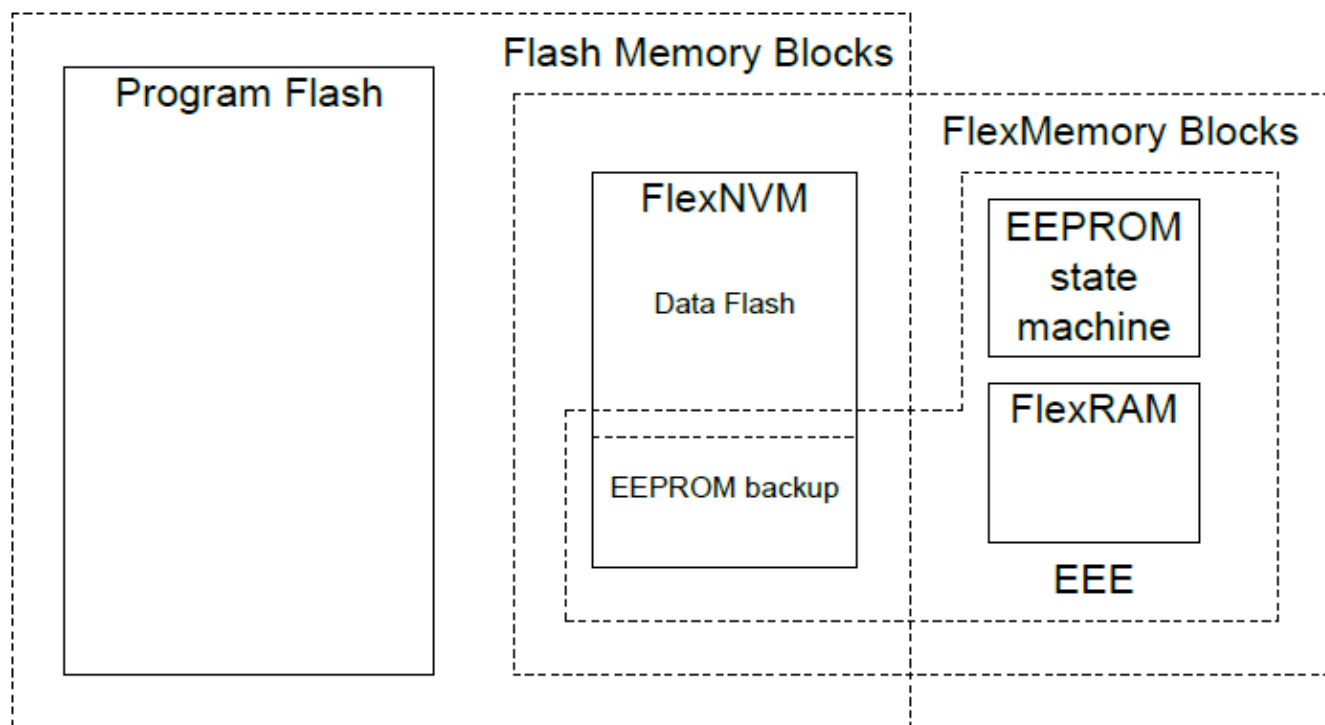 Flash Memory Blocks
Program Flash
FlexMemory Blocks
FlexNVM
Data Flash
EEPROM backup
EEPROM
state
machine
FlexRAM
EEE